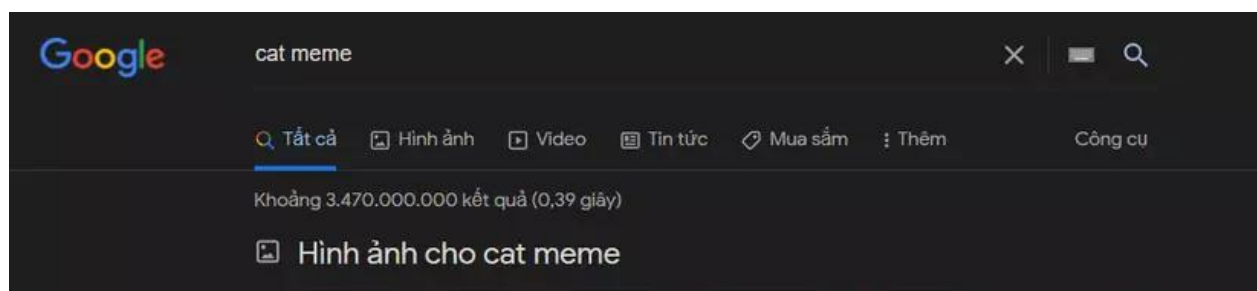 Google cat meme
Tất cả Hình ảnh Video Tin tức Mua sắm Thêm Công cụ
Khoảng 3.470.000.000 kết quả (0,39 giây)
Hình ảnh cho cat meme